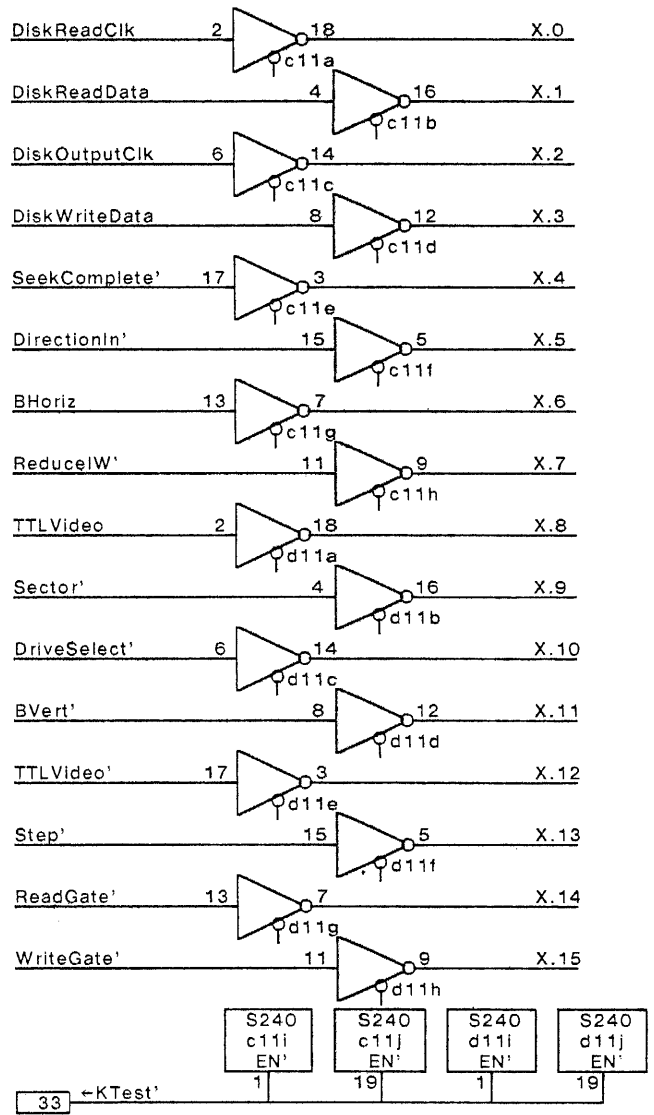 DiskReadClk 2 18 X.0
c11a
DiskReadData 4 16 X.1
c11b
DiskOutputClk 6 14 X.2
c11c
DiskWriteData 8 12 X.3
c11d
SeekComplete' 17 3 X.4
c11e
DirectionIn' 15 5 X.5
c11f
BHoriz 13 7 X.6
c11g
ReduceIW' 11 9 X.7
c11h
TTLVideo 2 18 X.8
d11a
Sector' 4 16 X.9
d11b
DriveSelect' 6 14 X.10
d11c
BVert' 8 12 X.11
d11d
TTLVideo' 17 3 X.12
d11e
Step' 15 5 X.13
d11f
ReadGate' 13 7 X.14
d11g
WriteGate' 11 9 X.15
d11h
S240 S240 S240 S240
c11i c11j d11i d11j
EN' EN' EN' EN'
1 19 1 19
33 ←KTest'